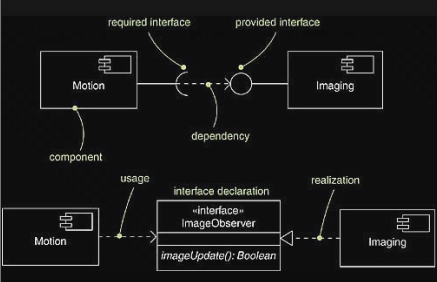 required interface
provided interface
Motion
Imaging
dependency
component
usage
interface declaration
realization
«interface»
ImageObserver
Motion
Imaging
imageUpdate(): Boolean